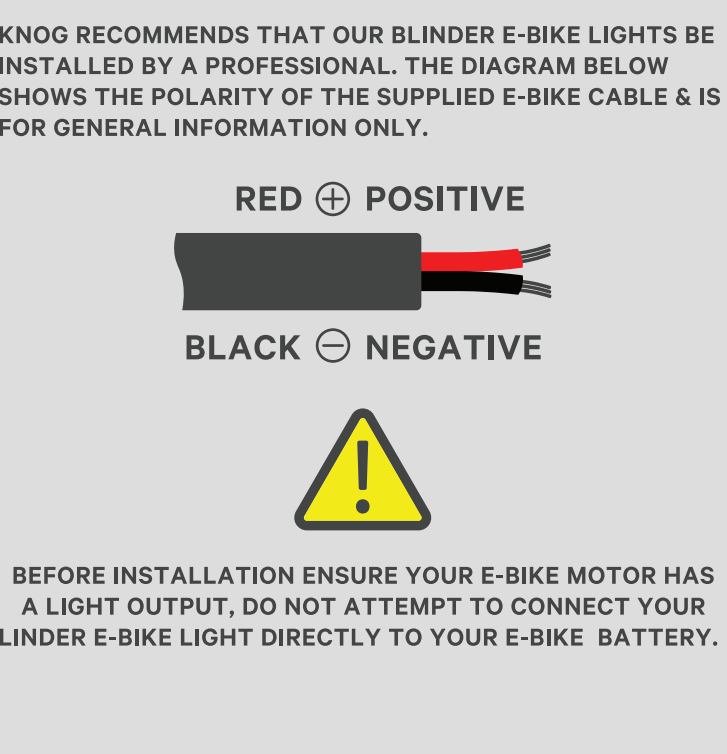 KNOG RECOMMENDS THAT OUR BLINDER E-BIKE LIGHTS BE
INSTALLED BY A PROFESSIONAL. THE DIAGRAM BELOW
SHOWS THE POLARITY OF THE SUPPLIED E-BIKE CABLE & IS
FOR GENERAL INFORMATION ONLY.
RED ⊕ POSITIVE
BLACK ⊖ NEGATIVE
!
BEFORE INSTALLATION ENSURE YOUR E-BIKE MOTOR HAS
A LIGHT OUTPUT, DO NOT ATTEMPT TO CONNECT YOUR
LINDER E-BIKE LIGHT DIRECTLY TO YOUR E-BIKE BATTERY.